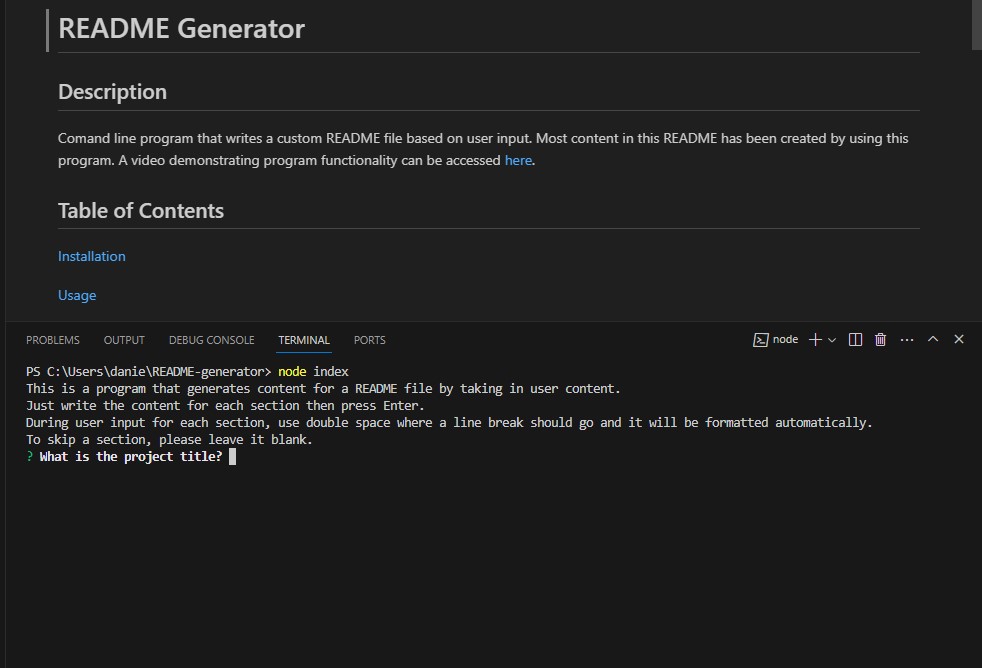 README Generator
Description
Comand line program that writes a custom README file based on user input. Most content in this README has been created by using this
program. A video demonstrating program functionality can be accessed here.
Table of Contents
Installation
Usage
PROBLEMS OUTPUT DEBUG CONSOLE TERMINAL PORTS node
PS C:\Users\danie\README-generator> node index
This is a program that generates content for a README file by taking in user content.
Just write the content for each section then press Enter.
During user input for each section, use double space where a line break should go and it will be formatted automatically.
To skip a section, please leave it blank.
? What is the project title?